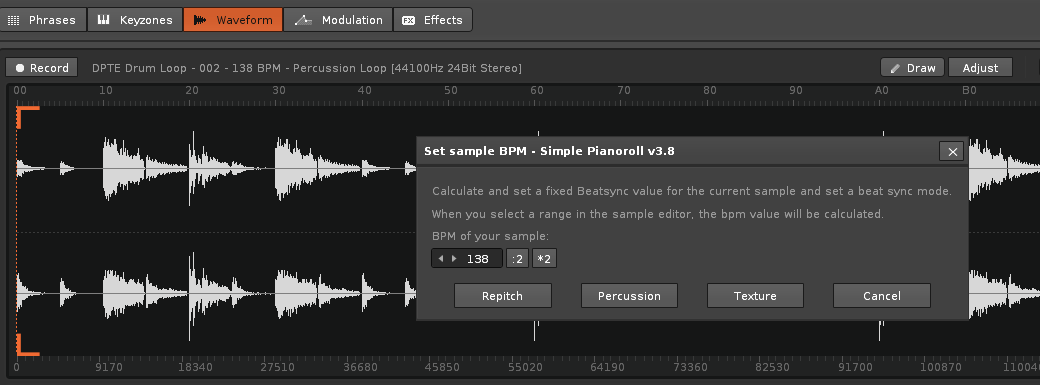 Phrases Keyzones Waveform Modulation FX Effects
Record DPTE Drum Loop - 002 - 138 BPM - Percussion Loop [44100Hz 24Bit Stereo] Draw Adjust
00 10 20 30 40 50 60 70 80 90 A0 B0
Set sample BPM - Simple Pianoroll v3.8
Calculate and set a fixed Beatsync value for the current sample and set a beat sync mode.
When you select a range in the sample editor, the bpm value will be calculated.
BPM of your sample:
138 :2 *2
Repitch Percussion Texture Cancel
0 9170 18340 27510 36680 45850 55020 64190 73360 82530 91700 100870